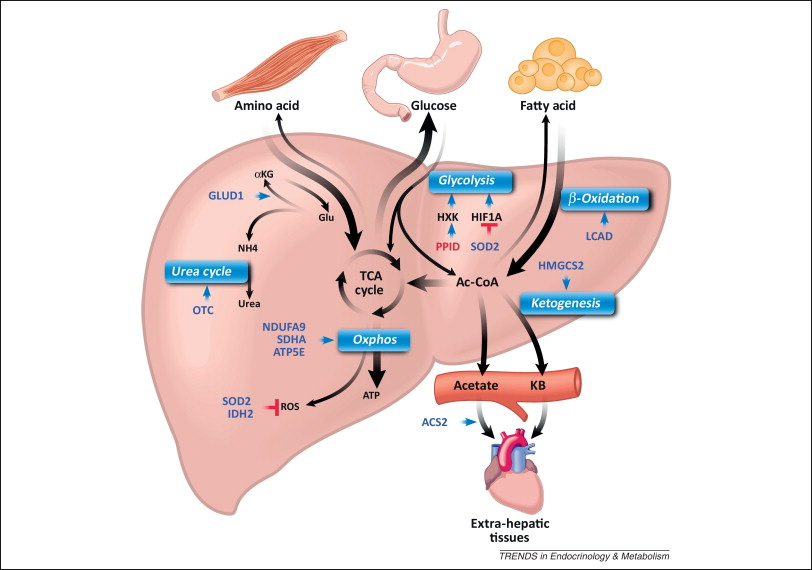 Amino acid
Glucose
Fatty acid
αKG
GLUD1
Glu
NH4
Urea cycle
Urea
OTC
Glycolysis
HXK
HIF1A
PPID
SOD2
β-Oxidation
LCAD
HMGCS2
Ketogenesis
TCA
cycle
Ac-CoA
NDUFA9
SDHA
ATP5E
Oxphos
ATP
SOD2
IDH2
ROS
Acetate
KB
ACS2
Extra-hepatic
tissues
TRENDS in Endocrinology & Metabolism